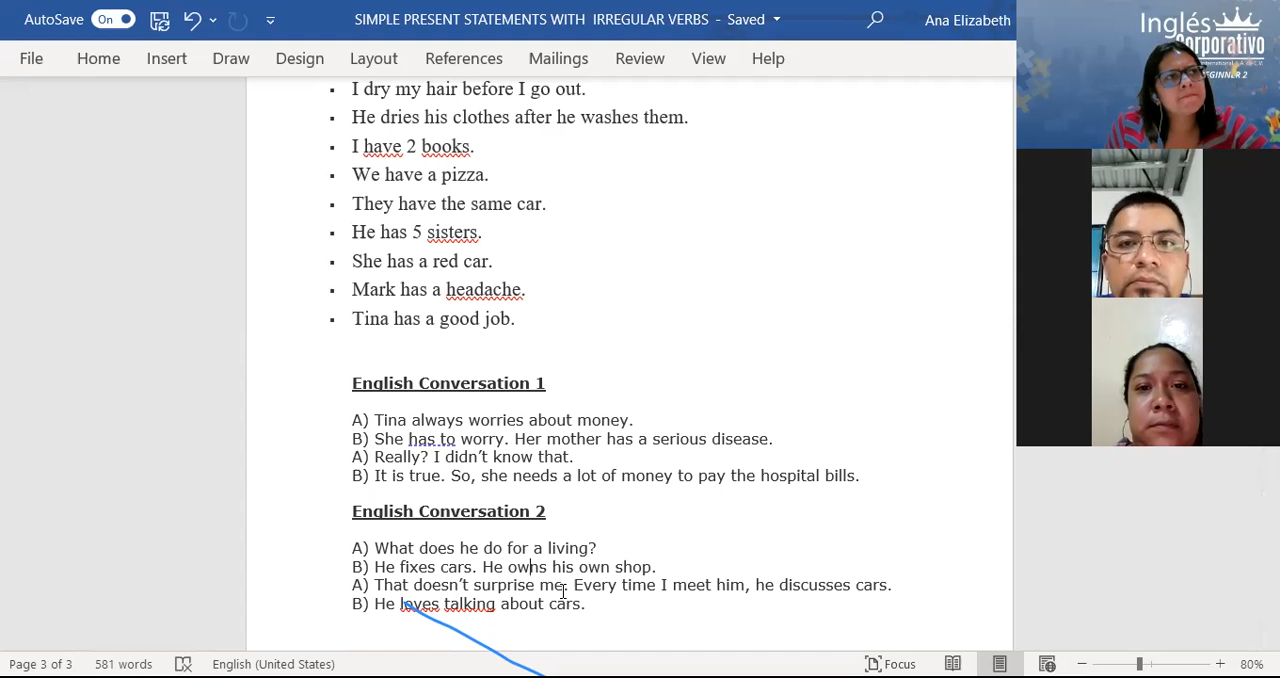 AutoSave On SIMPLE PRESENT STATEMENTS WITH IRREGULAR VERBS - Saved Ana Elizabeth
File Home Insert Draw Design Layout References Mailings Review View Help
Inglés
Corporativo
BEGINNER 2
▪ I dry my hair before I go out.
▪ He dries his clothes after he washes them.
▪ I have 2 books.
▪ We have a pizza.
▪ They have the same car.
▪ He has 5 sisters.
▪ She has a red car.
▪ Mark has a headache.
▪ Tina has a good job.
English Conversation 1
A) Tina always worries about money.
B) She has to worry. Her mother has a serious disease.
A) Really? I didn’t know that.
B) It is true. So, she needs a lot of money to pay the hospital bills.
English Conversation 2
A) What does he do for a living?
B) He fixes cars. He owns his own shop.
A) That doesn’t surprise me. Every time I meet him, he discusses cars.
B) He loves talking about cars.
Page 3 of 3 581 words English (United States) Focus 80%